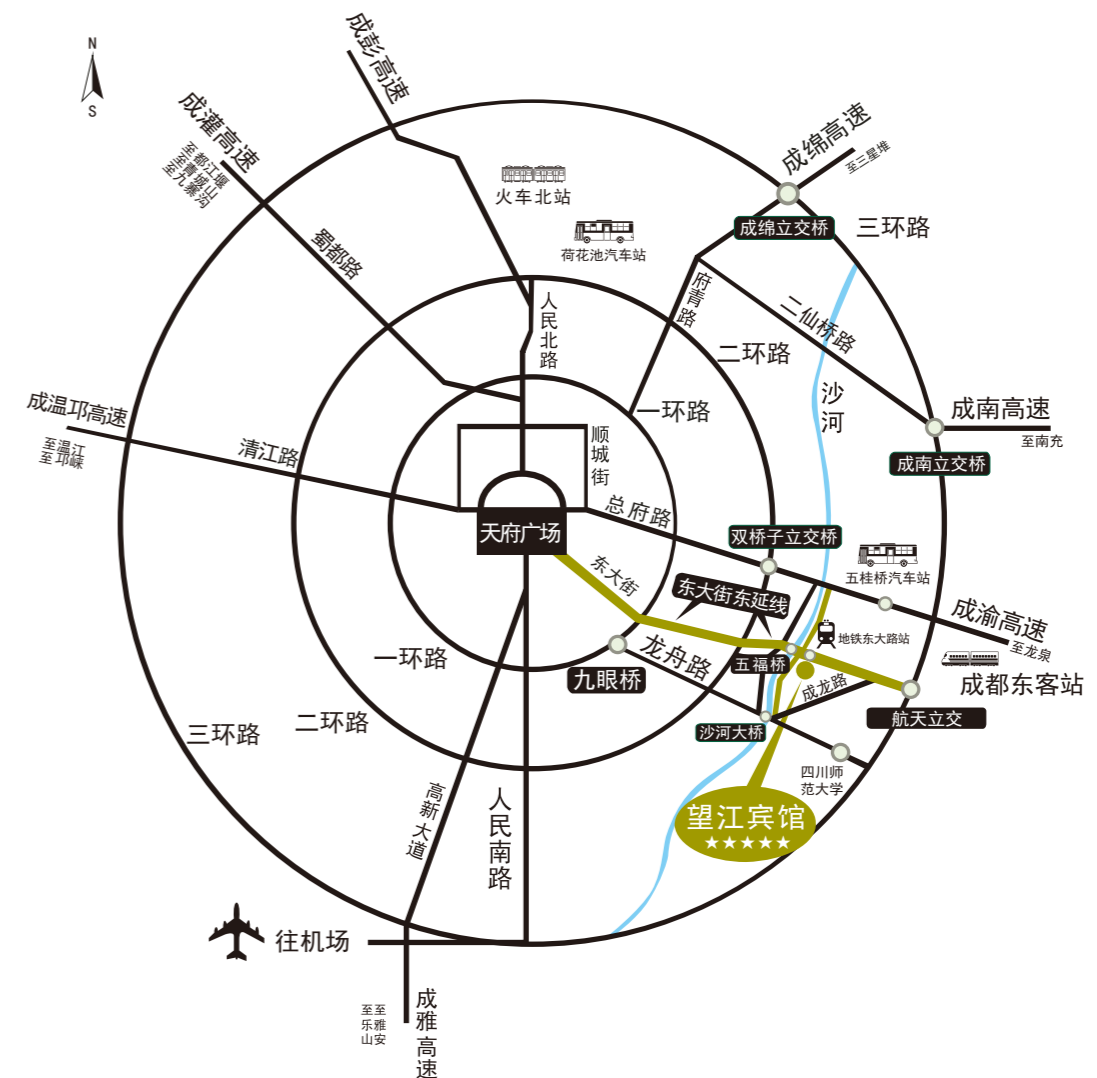 N
S
成彭高速
成灌高速
至都江堰
至青城山
至九寨沟
成绵高速
至三星堆
火车北站
荷花池汽车站
成绵立交桥
三环路
蜀都路
府青路
人民北路
二仙桥路
二环路
沙河
一环路
成温邛高速
至温江
至邛崃
清江路
顺城街
成南高速
至南充
成南立交桥
总府路
天府广场
双桥子立交桥
五桂桥汽车站
东大街
东大街东延线
成渝高速
至龙泉
地铁东大路站
龙舟路
五福桥
一环路
九眼桥
成龙路
成都东客站
航天立交
二环路
三环路
沙河大桥
四川师
范大学
高新大道
人民南路
望江宾馆
★★★★★
往机场
成雅高速
至雅安
至乐山